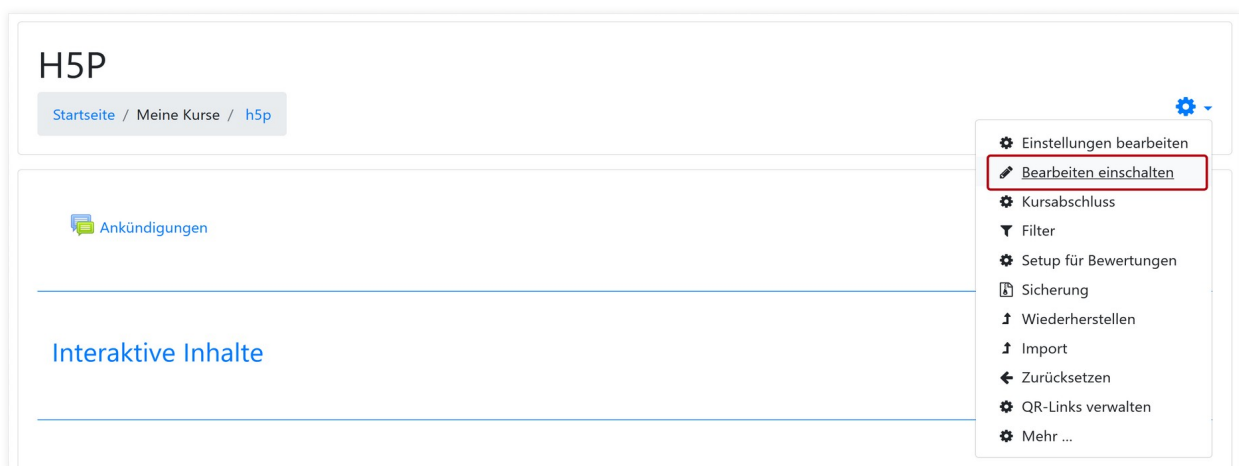 H5P
Startseite / Meine Kurse / h5p
Einstellungen bearbeiten
Bearbeiten einschalten
Kursabschluss
Filter
Setup für Bewertungen
Sicherung
Wiederherstellen
Import
Zurücksetzen
QR-Links verwalten
Mehr ...
Ankündigungen
Interaktive Inhalte